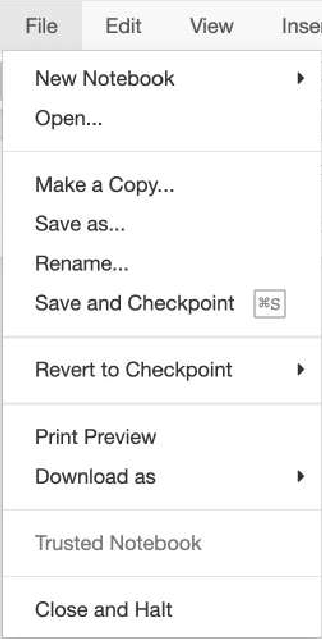 File Edit View Inser
New Notebook
Open...
Make a Copy...
Save as...
Rename...
Save and Checkpoint ⌘S
Revert to Checkpoint
Print Preview
Download as
Trusted Notebook
Close and Halt